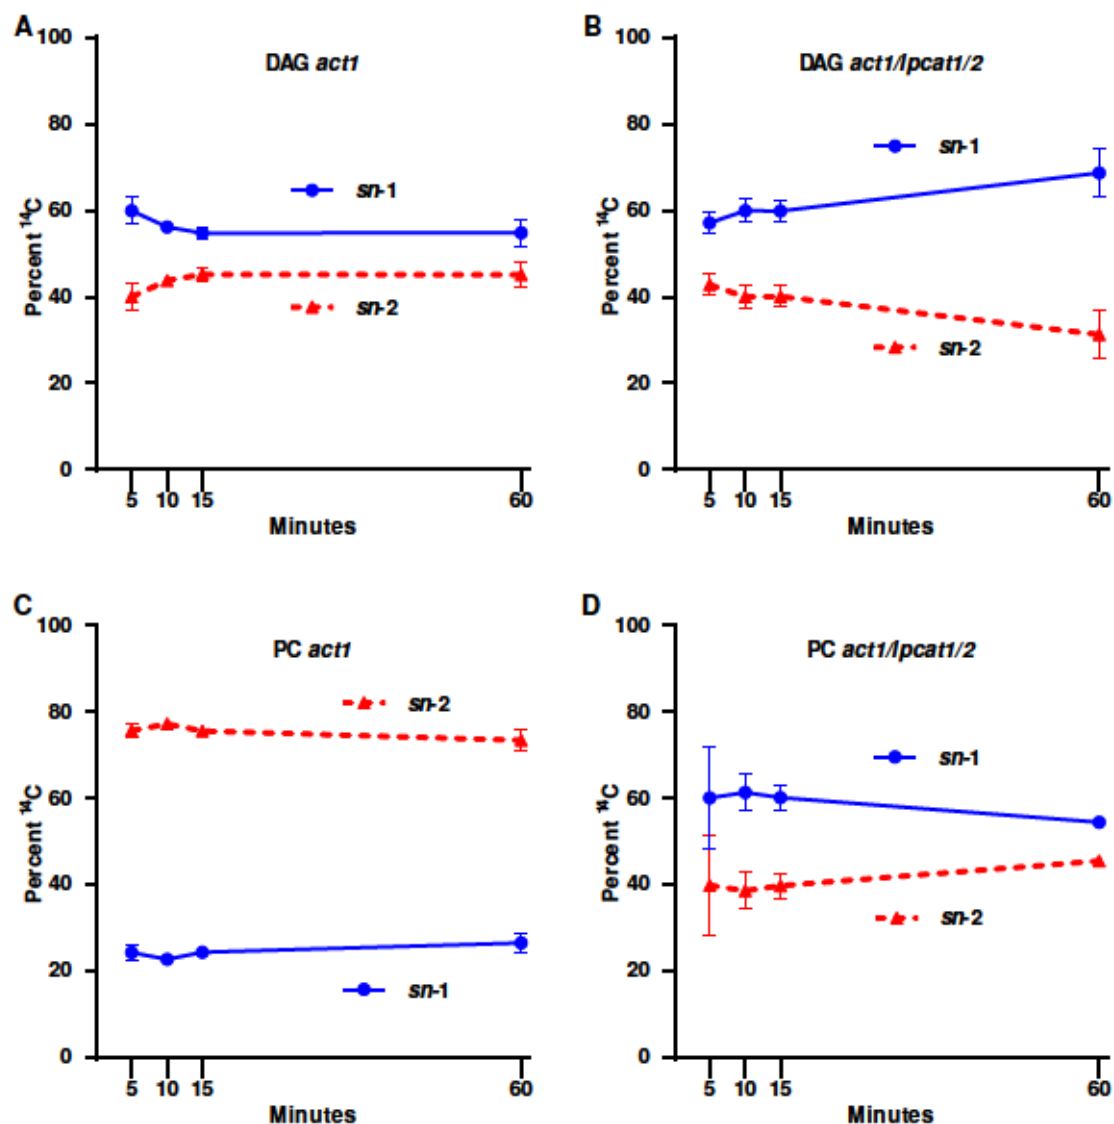 A
DAG act1
100
80
60
40
20
0
Percent ¹⁴C
sn-1
sn-2
5 10 15 60
Minutes
B
DAG act1/lpcat1/2
100
80
60
40
20
0
Percent ¹⁴C
sn-1
sn-2
5 10 15 60
Minutes
C
PC act1
100
80
60
40
20
0
Percent ¹⁴C
sn-2
sn-1
5 10 15 60
Minutes
D
PC act1/lpcat1/2
100
80
60
40
20
0
Percent ¹⁴C
sn-1
sn-2
5 10 15 60
Minutes